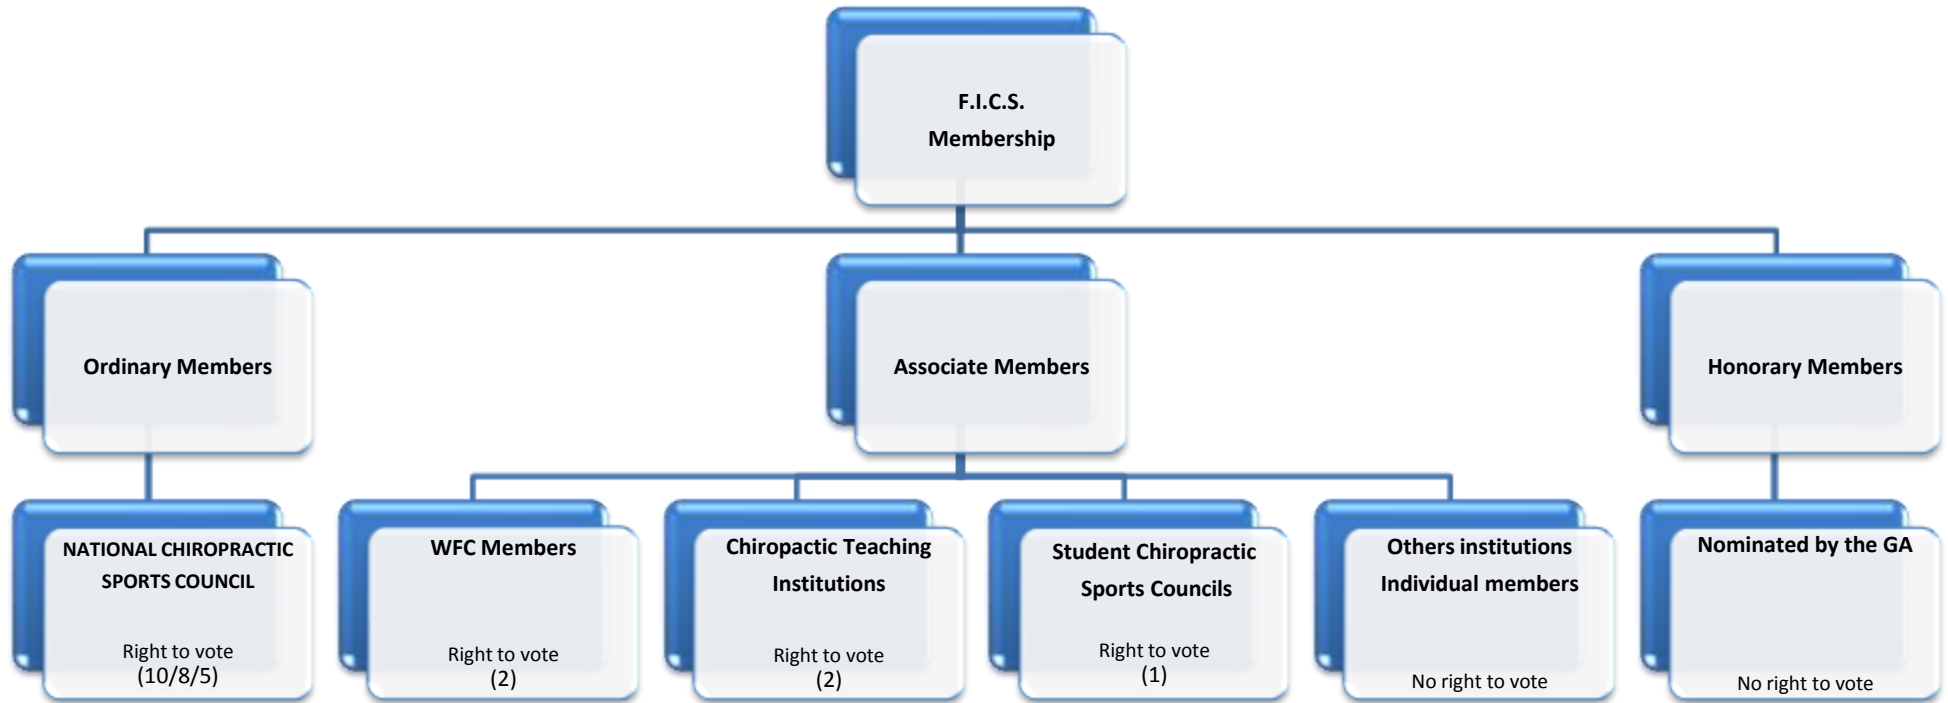 F.I.C.S.
Membership
Ordinary Members
Associate Members
Honorary Members
NATIONAL CHIROPRACTIC
SPORTS COUNCIL
Right to vote
(10/8/5)
WFC Members
Right to vote
(2)
Chiropactic Teaching
Institutions
Right to vote
(2)
Student Chiropractic
Sports Councils
Right to vote
(1)
Others institutions
Individual members
No right to vote
Nominated by the GA
No right to vote